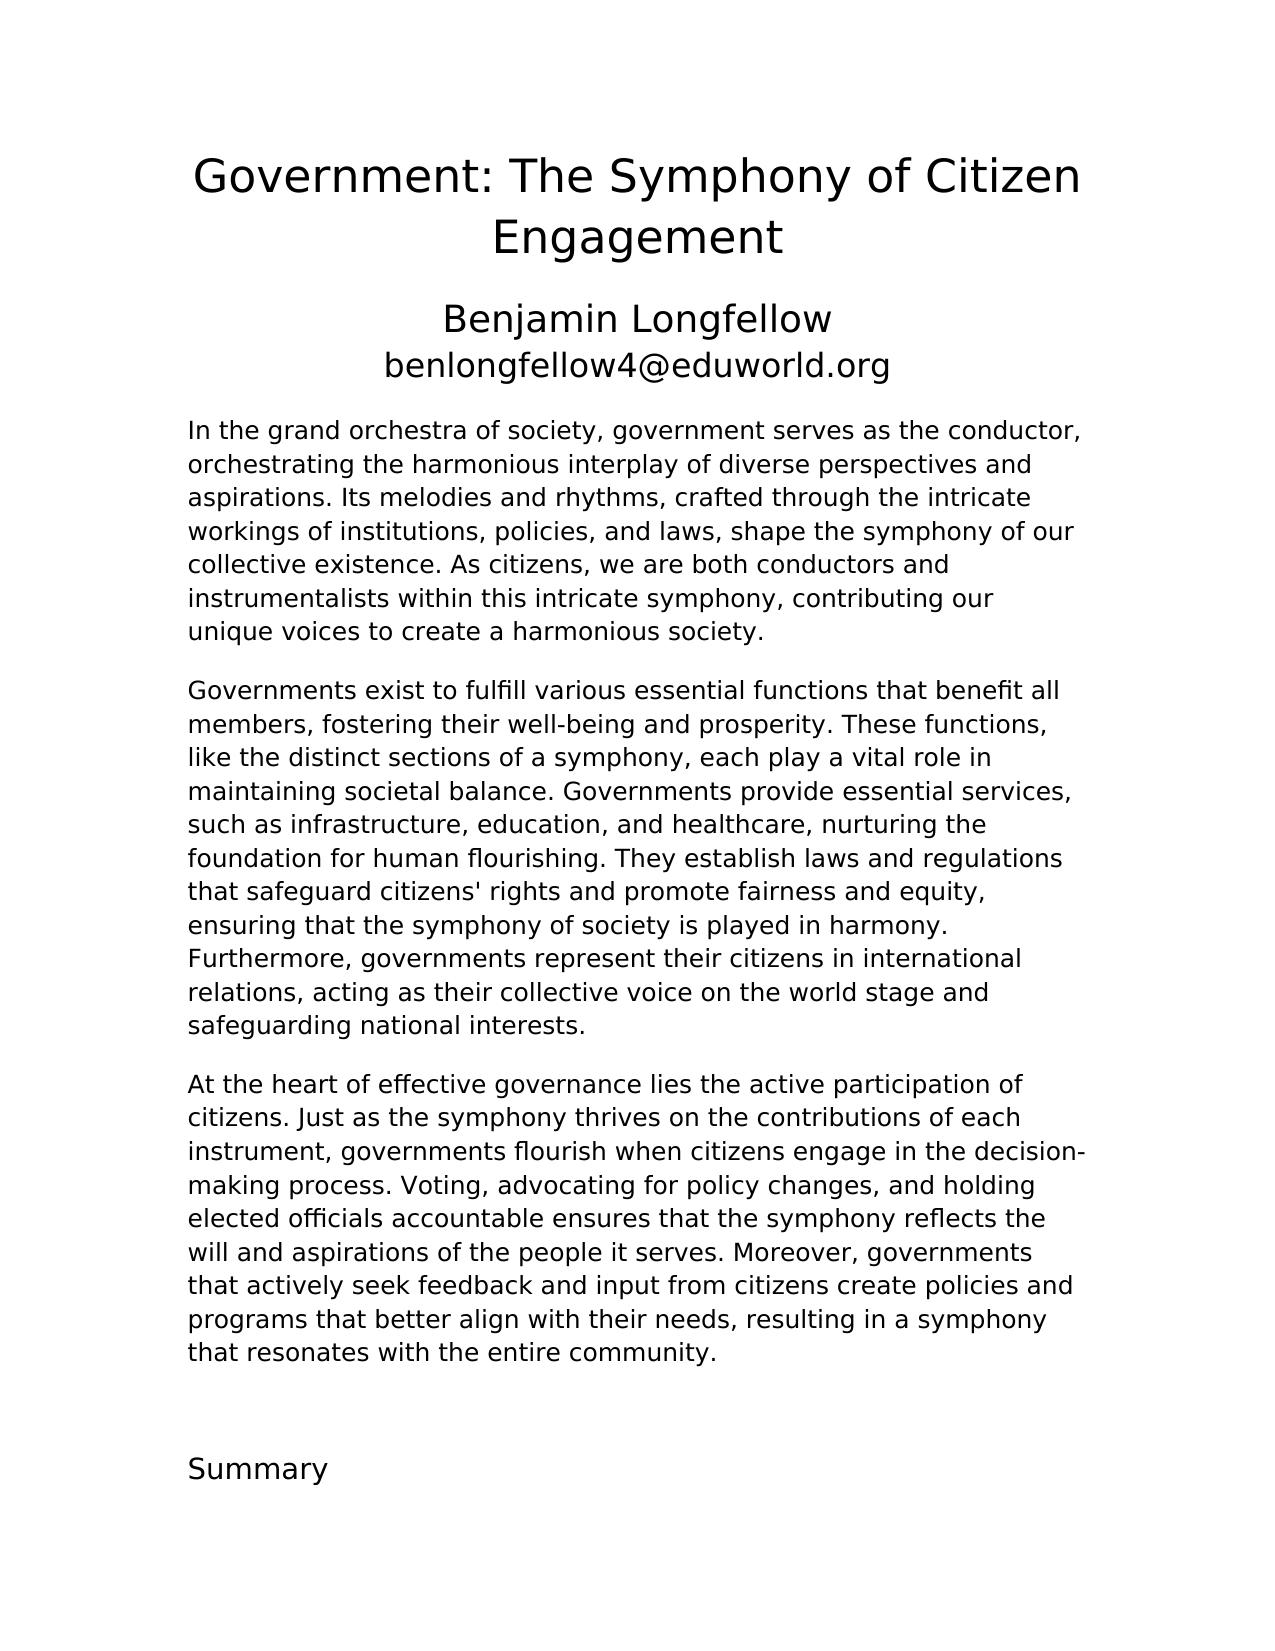 Government: The Symphony of Citizen
Engagement
Benjamin Longfellow
benlongfellow4@eduworld.org
In the grand orchestra of society, government serves as the conductor,
orchestrating the harmonious interplay of diverse perspectives and
aspirations. Its melodies and rhythms, crafted through the intricate
workings of institutions, policies, and laws, shape the symphony of our
collective existence. As citizens, we are both conductors and
instrumentalists within this intricate symphony, contributing our
unique voices to create a harmonious society.
Governments exist to fulfill various essential functions that benefit all
members, fostering their well-being and prosperity. These functions,
like the distinct sections of a symphony, each play a vital role in
maintaining societal balance. Governments provide essential services,
such as infrastructure, education, and healthcare, nurturing the
foundation for human flourishing. They establish laws and regulations
that safeguard citizens' rights and promote fairness and equity,
ensuring that the symphony of society is played in harmony.
Furthermore, governments represent their citizens in international
relations, acting as their collective voice on the world stage and
safeguarding national interests.
At the heart of effective governance lies the active participation of
citizens. Just as the symphony thrives on the contributions of each
instrument, governments flourish when citizens engage in the decision-
making process. Voting, advocating for policy changes, and holding
elected officials accountable ensures that the symphony reflects the
will and aspirations of the people it serves. Moreover, governments
that actively seek feedback and input from citizens create policies and
programs that better align with their needs, resulting in a symphony
that resonates with the entire community.
Summary